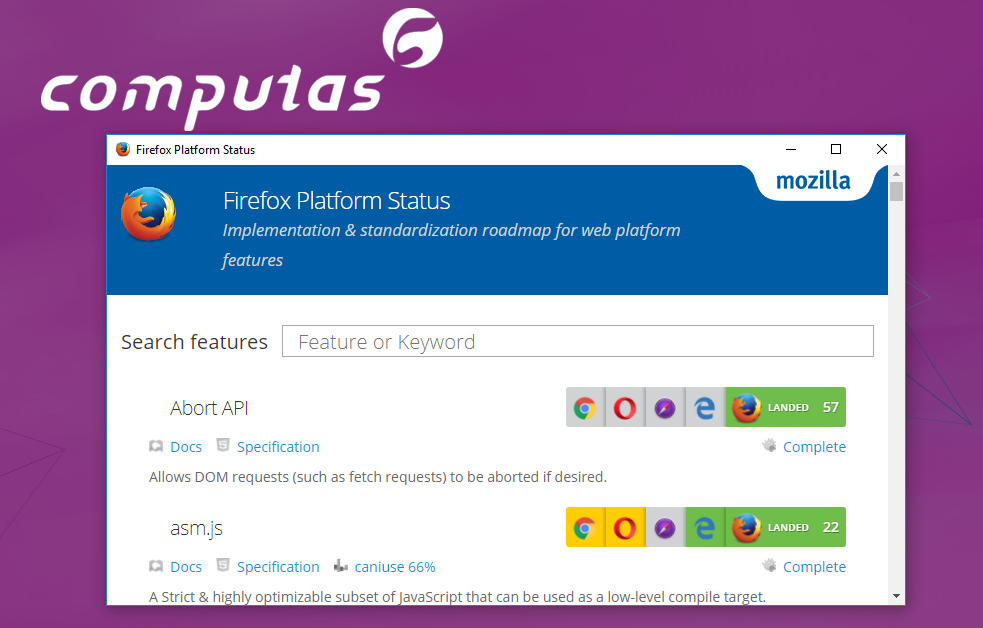 computas
Firefox Platform Status
mozilla
Firefox Platform Status
Implementation & standardization roadmap for web platform
features
Search features Feature or Keyword
Abort API LANDED 57
Docs Specification Complete
Allows DOM requests (such as fetch requests) to be aborted if desired.
asm.js LANDED 22
Docs Specification caniuse 66% Complete
A Strict & highly optimizable subset of JavaScript that can be used as a low-level compile target.